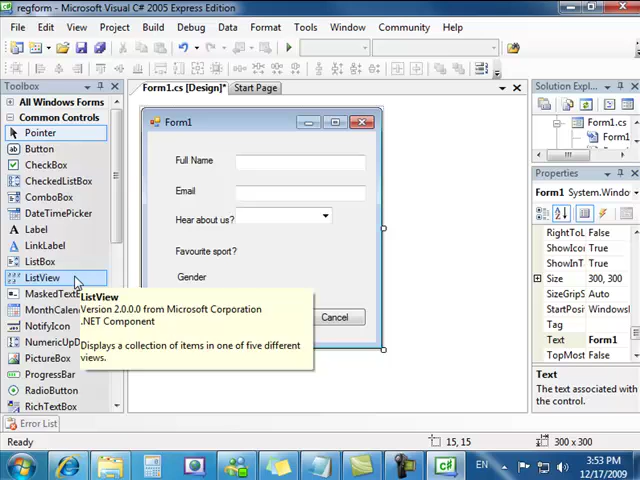 regform - Microsoft Visual C# 2005 Express Edition
File Edit View Project Build Debug Data Format Tools Window Community Help
Toolbox
All Windows Forms
Common Controls
Pointer
Button
CheckBox
CheckedListBox
ComboBox
DateTimePicker
Label
LinkLabel
ListBox
ListView
MaskedTextB
MonthCalen
NotifyIcon
NumericUpD
PictureBox
ProgressBar
RadioButton
RichTextBox
Form1.cs [Design]*
Start Page
Form1
Full Name
Email
Hear about us?
Favourite sport?
Gender
Cancel
ListView
Version 2.0.0.0 from Microsoft Corporation
.NET Component
Displays a collection of items in one of five different
views.
Solution Expl...
Form1.cs
Form1
Properties
Form1 System.Windo
RightToL False
ShowIco True
ShowInT True
Size 300, 300
SizeGripS Auto
StartPosi Windows
Tag
Text Form1
TopMost False
Text
The text associated with
the control.
Error List
Ready
15, 15
300 x 300
EN
3:53 PM
12/17/2009